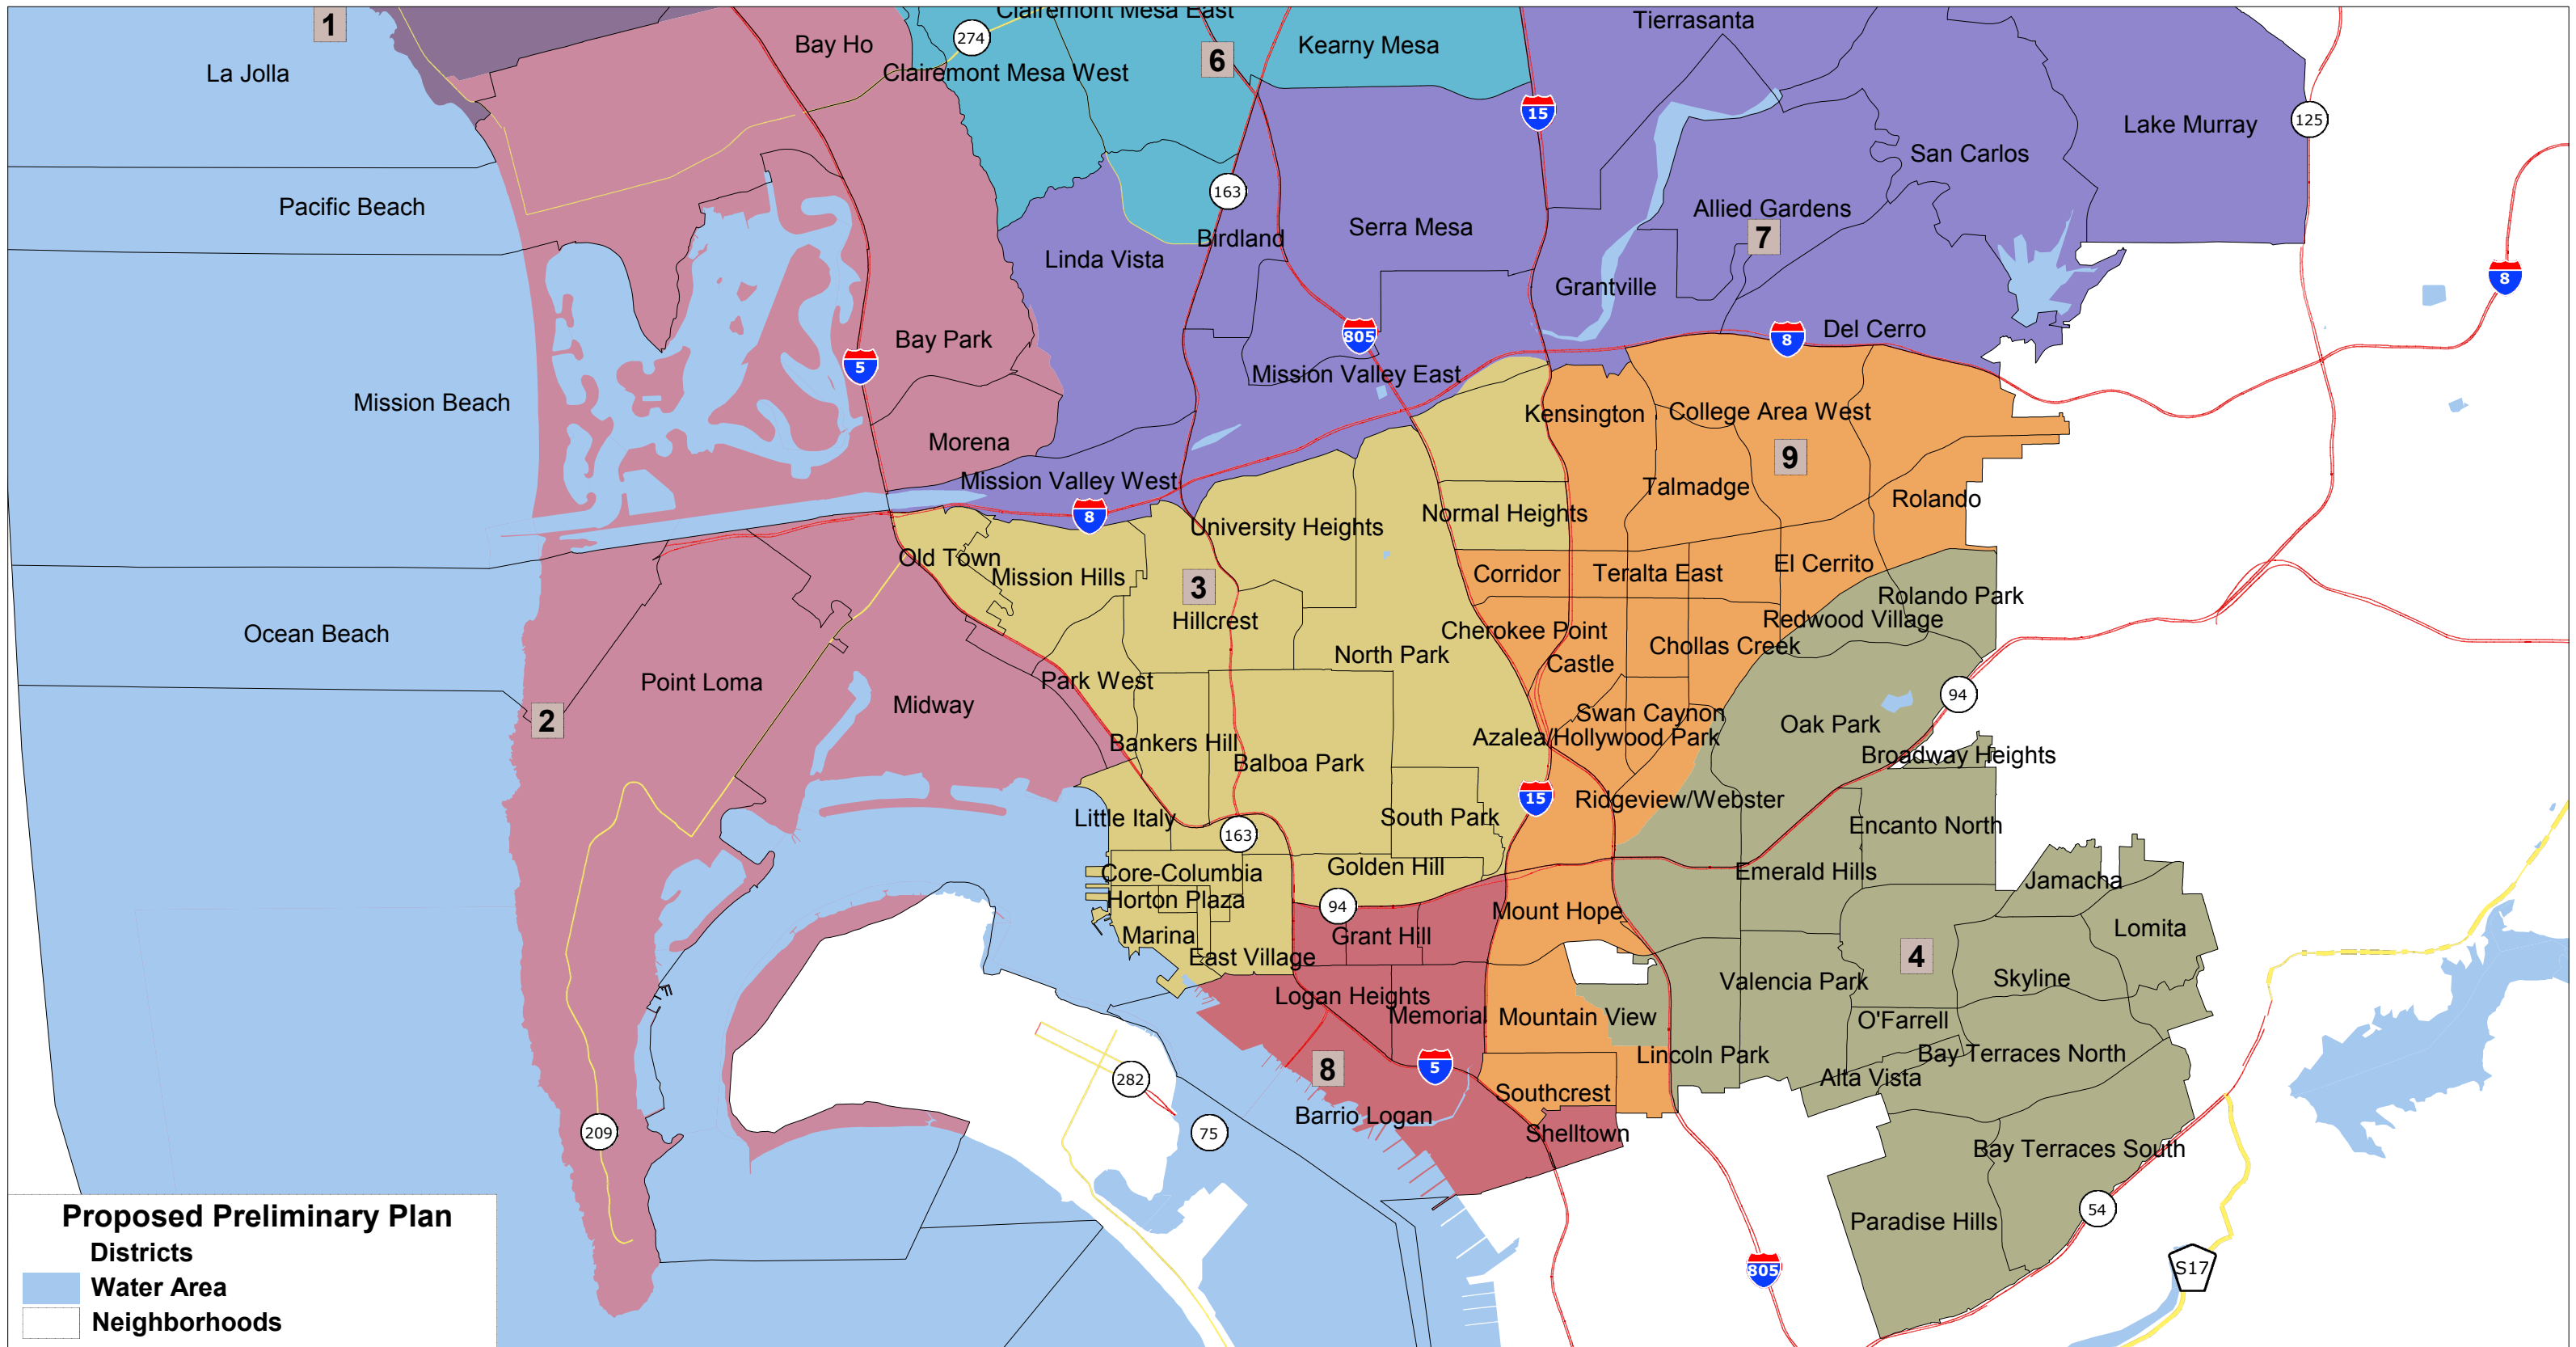 Clairemont Mesa East
1
Tierrasanta
274
Bay Ho
6
Kearny Mesa
La Jolla
Clairemont Mesa West
15
125
Lake Murray
San Carlos
163
Pacific Beach
Allied Gardens
7
Birdland
Serra Mesa
Linda Vista
8
Grantville
805
8
Del Cerro
Bay Park
5
Mission Valley East
Mission Beach
Kensington
College Area West
Morena
9
Mission Valley West
Talmadge
Rolando
8
University Heights
Normal Heights
Old Town
Mission Hills
3
Corridor
Teralta East
El Cerrito
Rolando Park
Hillcrest
Redwood Village
Ocean Beach
Cherokee Point
Chollas Creek
North Park
Castle
Point Loma
Park West
94
Midway
2
Swan Caynon
Oak Park
Bankers Hill
Azalea/Hollywood Park
Broadway Heights
Balboa Park
15
Ridgeview/Webster
Little Italy
163
South Park
Encanto North
Golden Hill
Core-Columbia
Emerald Hills
Jamacha
Horton Plaza
94
Mount Hope
Marina
Grant Hill
Lomita
East Village
4
Valencia Park
Skyline
Logan Heights
Memorial
Mountain View
O'Farrell
Lincoln Park
Bay Terraces North
8
5
282
Alta Vista
Southcrest
Barrio Logan
209
75
Shelltown
Bay Terraces South
Paradise Hills
54
805
S17
Proposed Preliminary Plan
Districts
Water Area
Neighborhoods